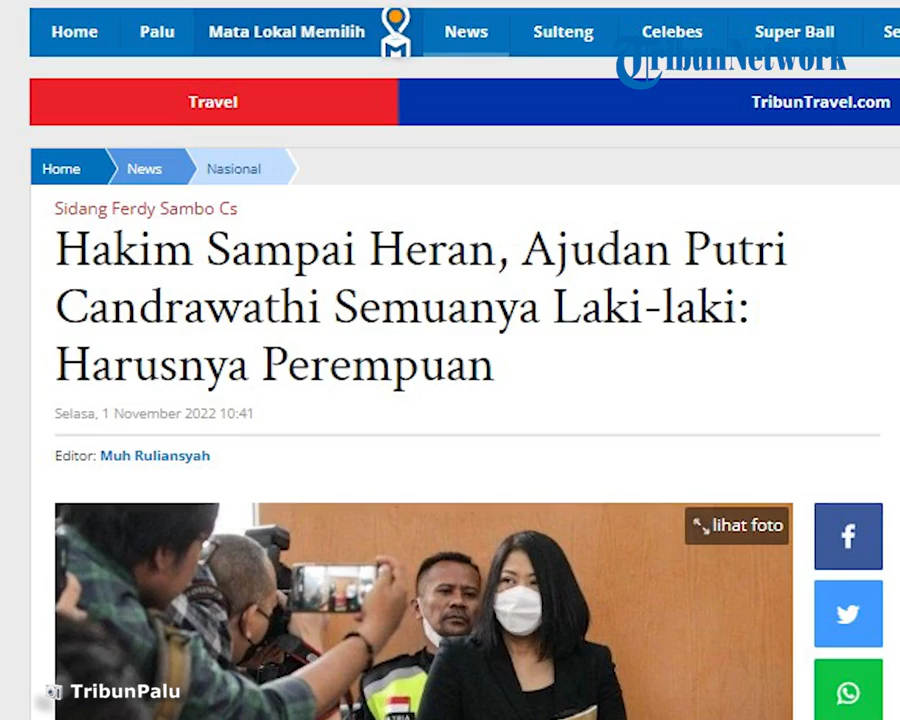 Home Palu Mata Lokal Memilih M News Sulteng Celebes Super Ball Se
TribunNetwork
Travel TribunTravel.com
Home News Nasional
Sidang Ferdy Sambo Cs
Hakim Sampai Heran, Ajudan Putri
Candrawathi Semuanya Laki-laki:
Harusnya Perempuan
Selasa, 1 November 2022 10:41
Editor: Muh Ruliansyah
lihat foto
f
TribunPalu